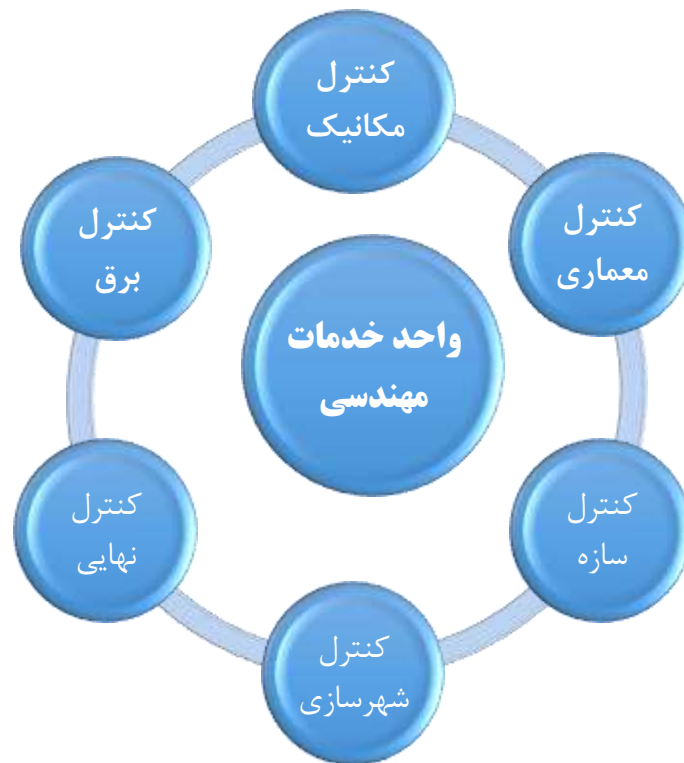 کنترل
مکانیک
کنترل
معماری
کنترل
برق
واحد خدمات
مهندسی
کنترل
سازه
کنترل
نهایی
کنترل
شهرسازی